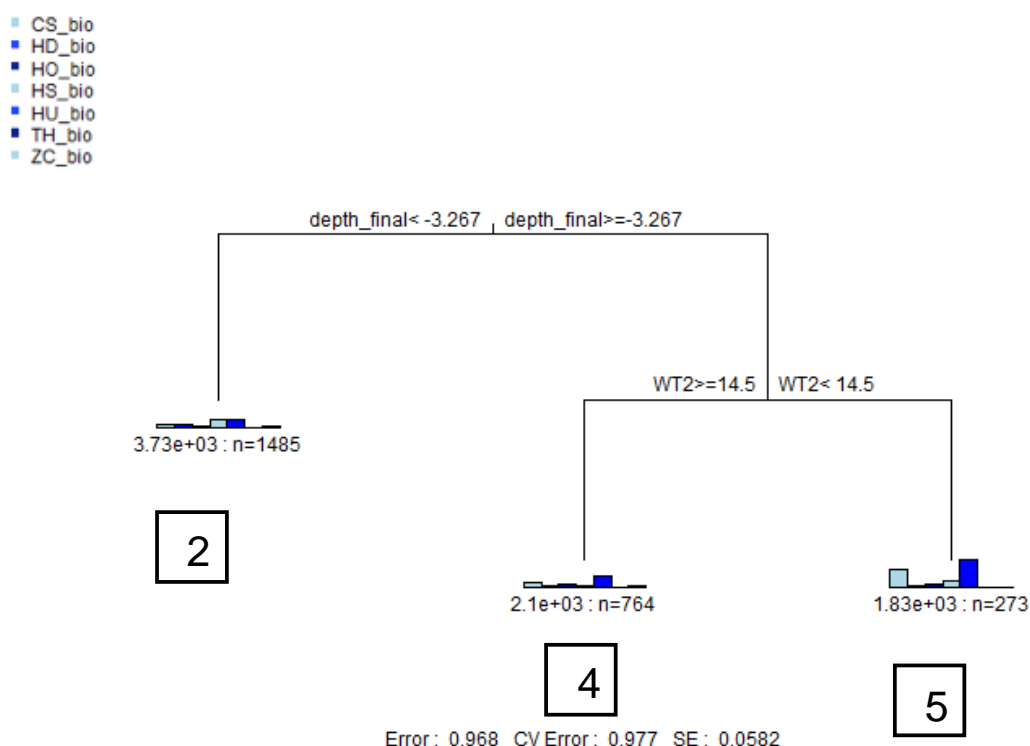 CS_bio
HD_bio
HO_bio
HS_bio
HU_bio
TH_bio
ZC_bio
depth_final< -3.267 depth_final>=-3.267
WT2>=14.5 WT2< 14.5
3.73e+03 : n=1485
2
2.1e+03 : n=764
1.83e+03 : n=273
4
5
Error : 0.968 CV Error : 0.977 SE : 0.0582